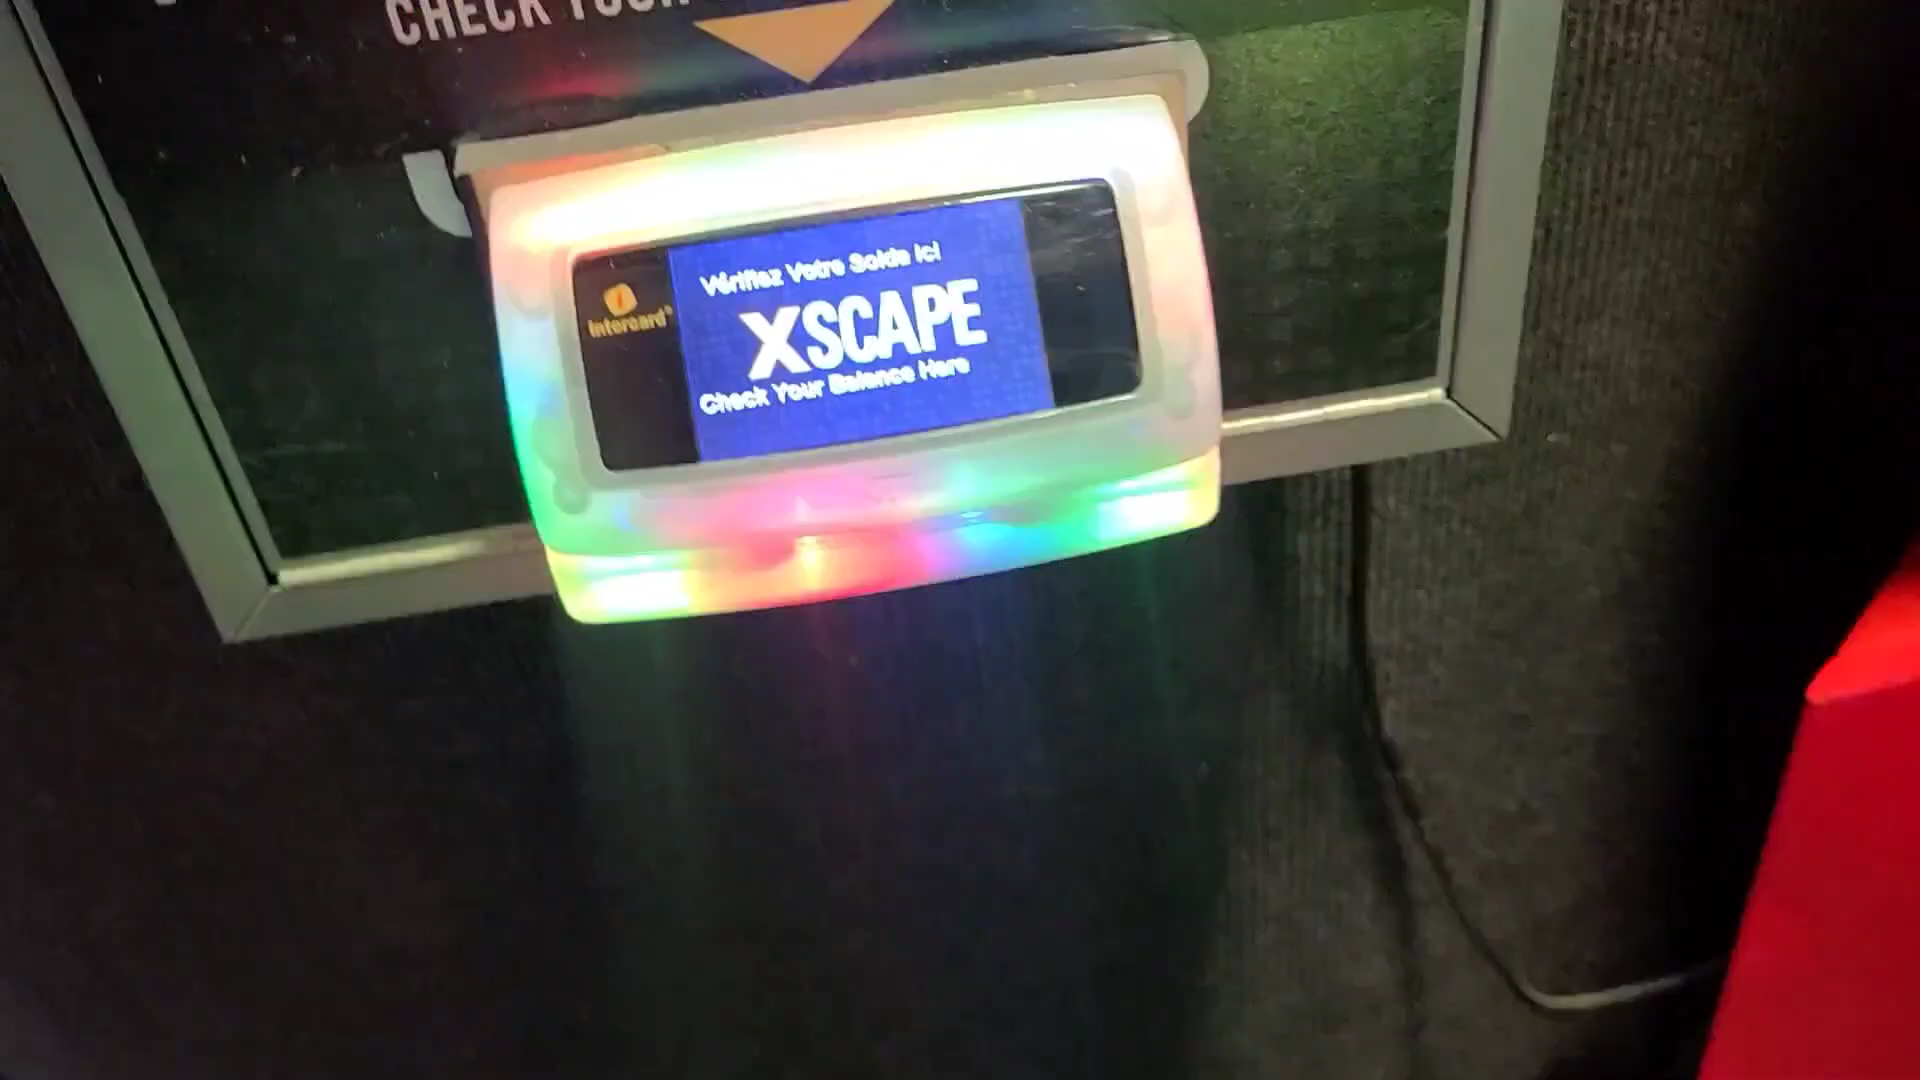 CHECK YOUR
intercard®
Vérifiez Votre Solde Ici
XSCAPE
Check Your Balance Here